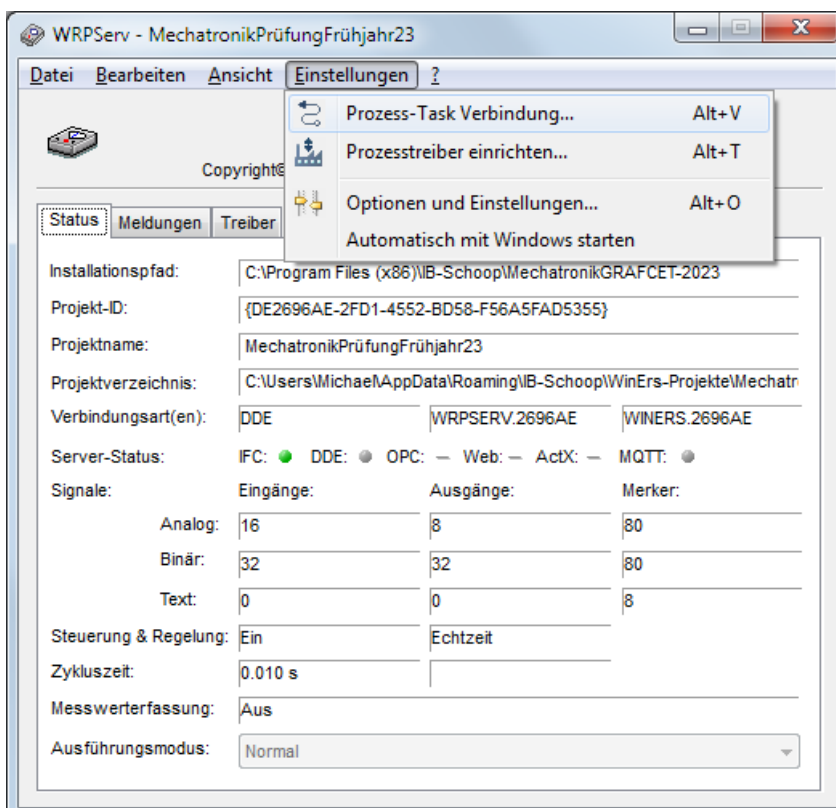 WRPServ - MechatronikPrüfungFrühjahr23
Datei Bearbeiten Ansicht Einstellungen ?
Prozess-Task Verbindung... Alt+V
Prozesstreiber einrichten... Alt+T
Copyright©
Optionen und Einstellungen... Alt+O
Status Meldungen Treiber
Automatisch mit Windows starten
Installationspfad: C:\Program Files (x86)\IB-Schoop\MechatronikGRAFCET-2023
Projekt-ID: {DE2696AE-2FD1-4552-BD58-F56A5FAD5355}
Projektname: MechatronikPrüfungFrühjahr23
Projektverzeichnis: C:\Users\Michael\AppData\Roaming\IB-Schoop\WinErs-Projekte\Mechatr
Verbindungsart(en): DDE WRPSERV.2696AE WINERS.2696AE
Server-Status: IFC: DDE: OPC: – Web: – ActX: – MQTT:
Signale: Eingänge: Ausgänge: Merker:
Analog: 16 8 80
Binär: 32 32 80
Text: 0 0 8
Steuerung & Regelung: Ein Echtzeit
Zykluszeit: 0.010 s
Messwerterfassung: Aus
Ausführungsmodus: Normal